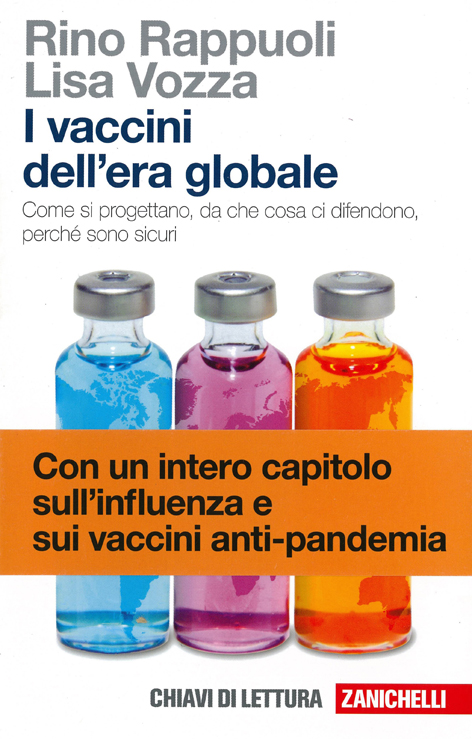 Rino Rappuoli
Lisa Vozza
I vaccini
dell'era globale
Come si progettano, da che cosa ci difendono,
perché sono sicuri
Con un intero capitolo
sull'influenza e
sui vaccini anti-pandemia
CHIAVI DI LETTURA ZANICHELLI